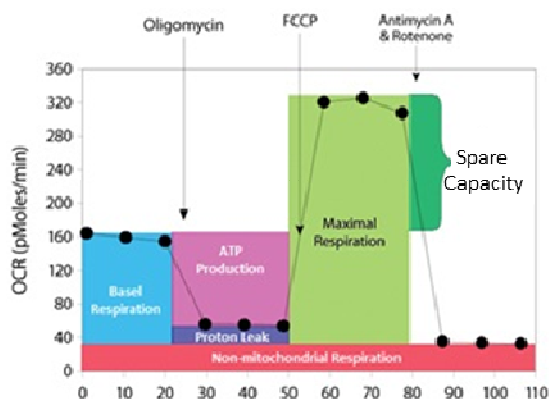 Oligomycin
FCCP
Antimycin A
& Rotenone
360
320
280
240
200
160
120
80
40
0
OCR (pMoles/min)
Basel
Respiration
ATP
Production
Proton Leak
Maximal
Respiration
Spare
Capacity
Non-mitochondrial Respiration
0 10 20 30 40 50 60 70 80 90 100 110